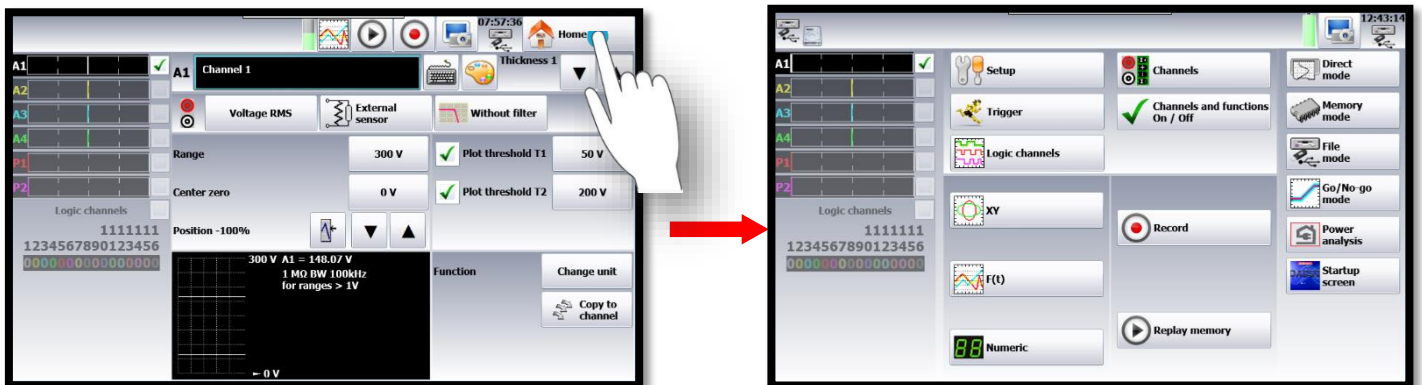 07:57:36
Home
A1
A2
A3
A4
P1
P2
Logic channels
1111111
1234567890123456
0000000000000000
A1
Channel 1
Thickness 1
Voltage RMS
External
sensor
Without filter
Range
300 V
Plot threshold T1
50 V
Center zero
0 V
Plot threshold T2
200 V
Position -100%
300 V A1 = 148.07 V
1 MΩ BW 100kHz
for ranges > 1V
0 V
Function
Change unit
Copy to
channel
12:43:14
A1
A2
A3
A4
P1
P2
Logic channels
1111111
1234567890123456
0000000000000000
Setup
Channels
Direct
mode
Trigger
Channels and functions
On / Off
Memory
mode
Logic channels
File
mode
XY
Go/No-go
mode
Record
Power
analysis
F(t)
Startup
screen
Replay memory
Numeric